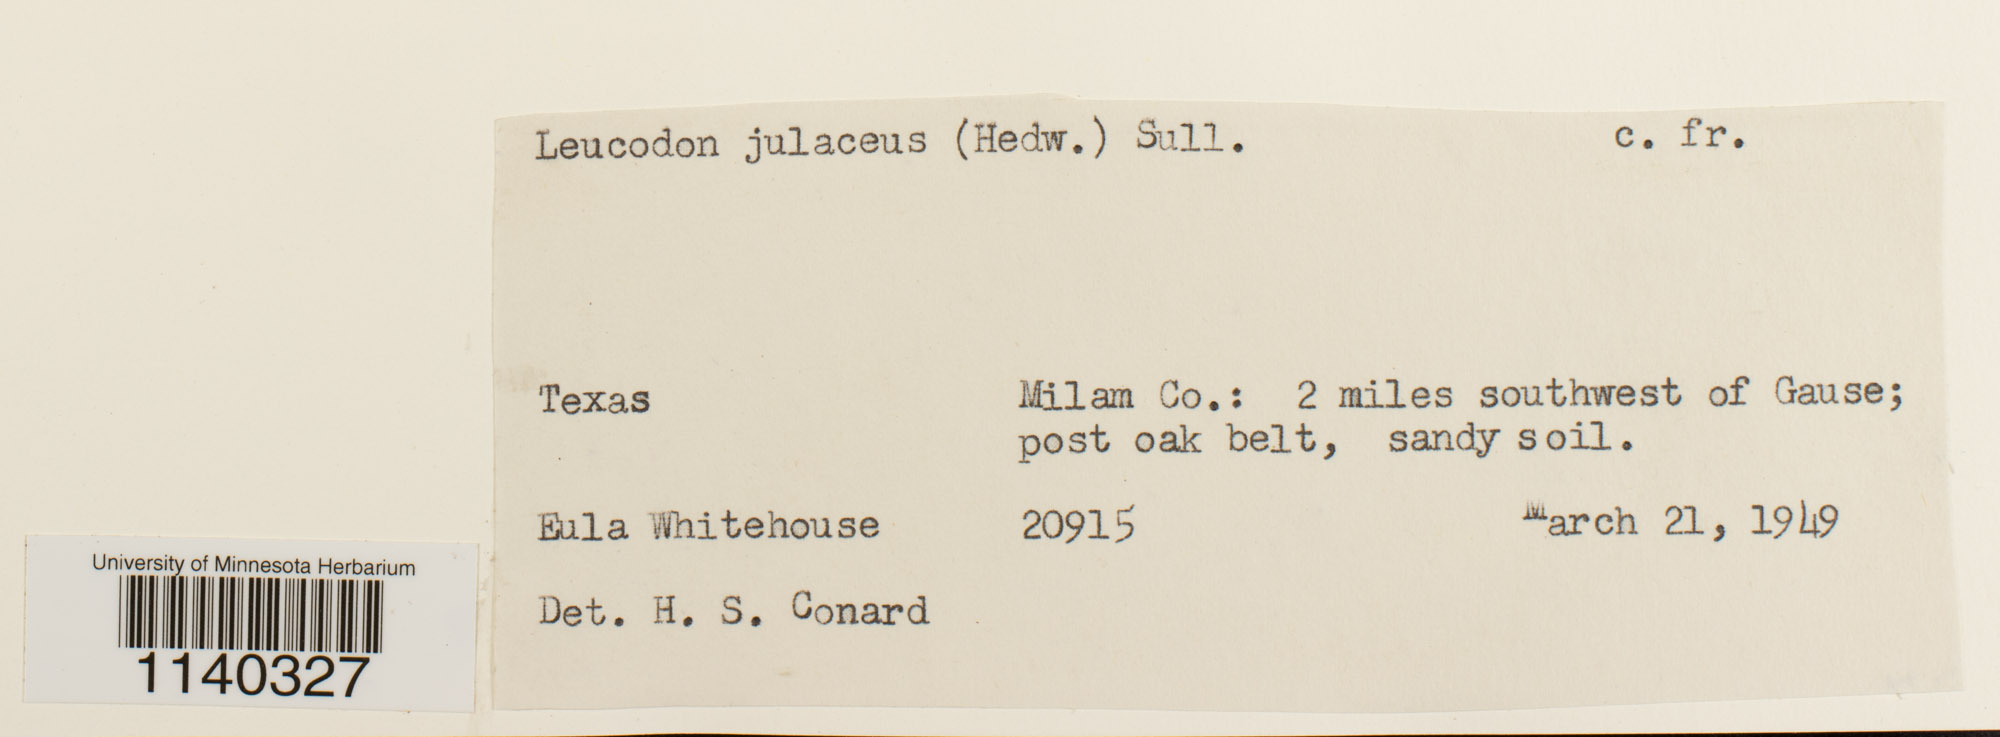 Leucodon julaceus (Hedw.) Sull. c. fr.
Texas Milam Co.: 2 miles southwest of Gause;
post oak belt, sandy soil.
Eula Whitehouse 20915 March 21, 1949
Det. H. S. Conard
University of Minnesota Herbarium
1140327